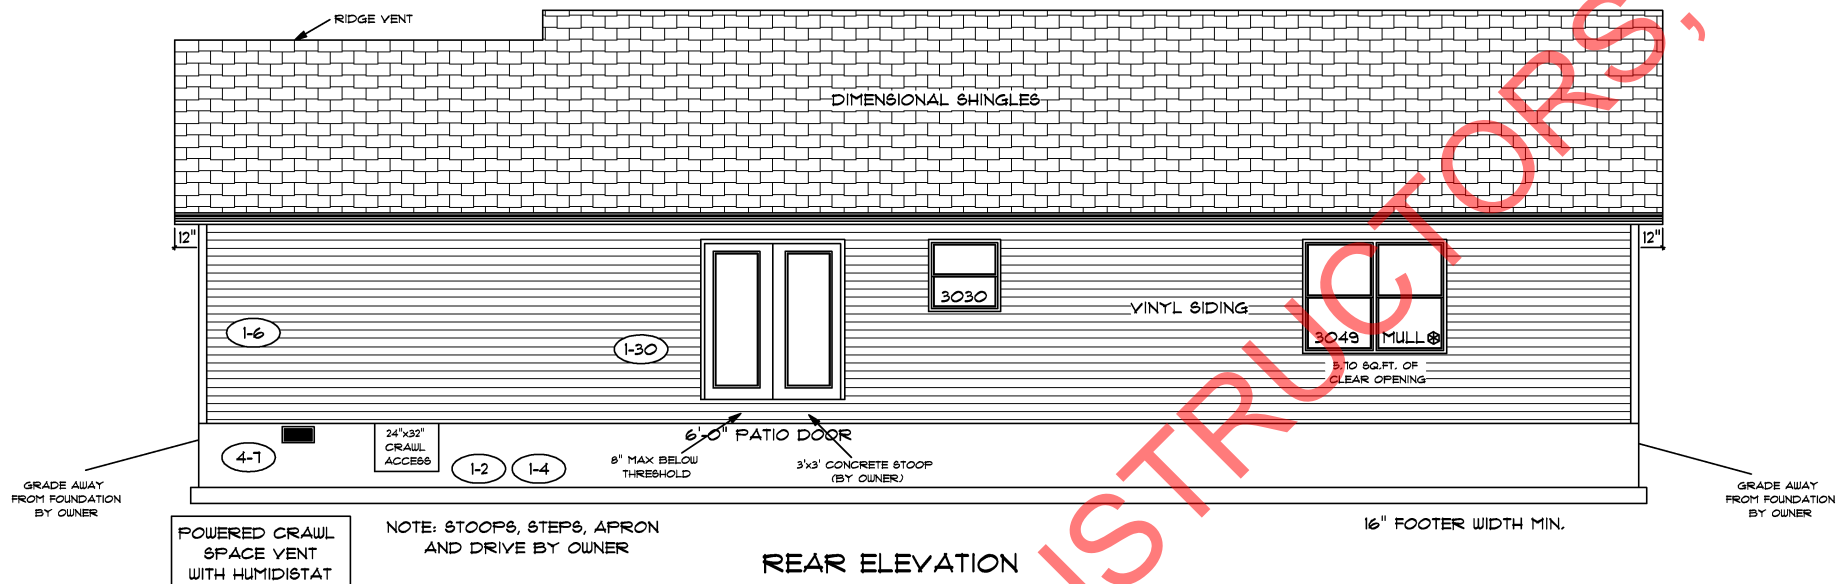 RIDGE VENT
DIMENSIONAL SHINGLES
12"
12"
3030
VINYL SIDING
3049
MULL
1-6
1-30
5.70 SQ.FT. OF
CLEAR OPENING
24"x32"
CRAWL
ACCESS
6'-0" PATIO DOOR
4-7
1-2
1-4
8" MAX BELOW
THRESHOLD
3'x3' CONCRETE STOOP
(BY OWNER)
GRADE AWAY
FROM FOUNDATION
BY OWNER
GRADE AWAY
FROM FOUNDATION
BY OWNER
POWERED CRAWL
SPACE VENT
WITH HUMIDISTAT
NOTE: STOOPS, STEPS, APRON
AND DRIVE BY OWNER
16" FOOTER WIDTH MIN.
REAR ELEVATION
NSTRUCTORS,